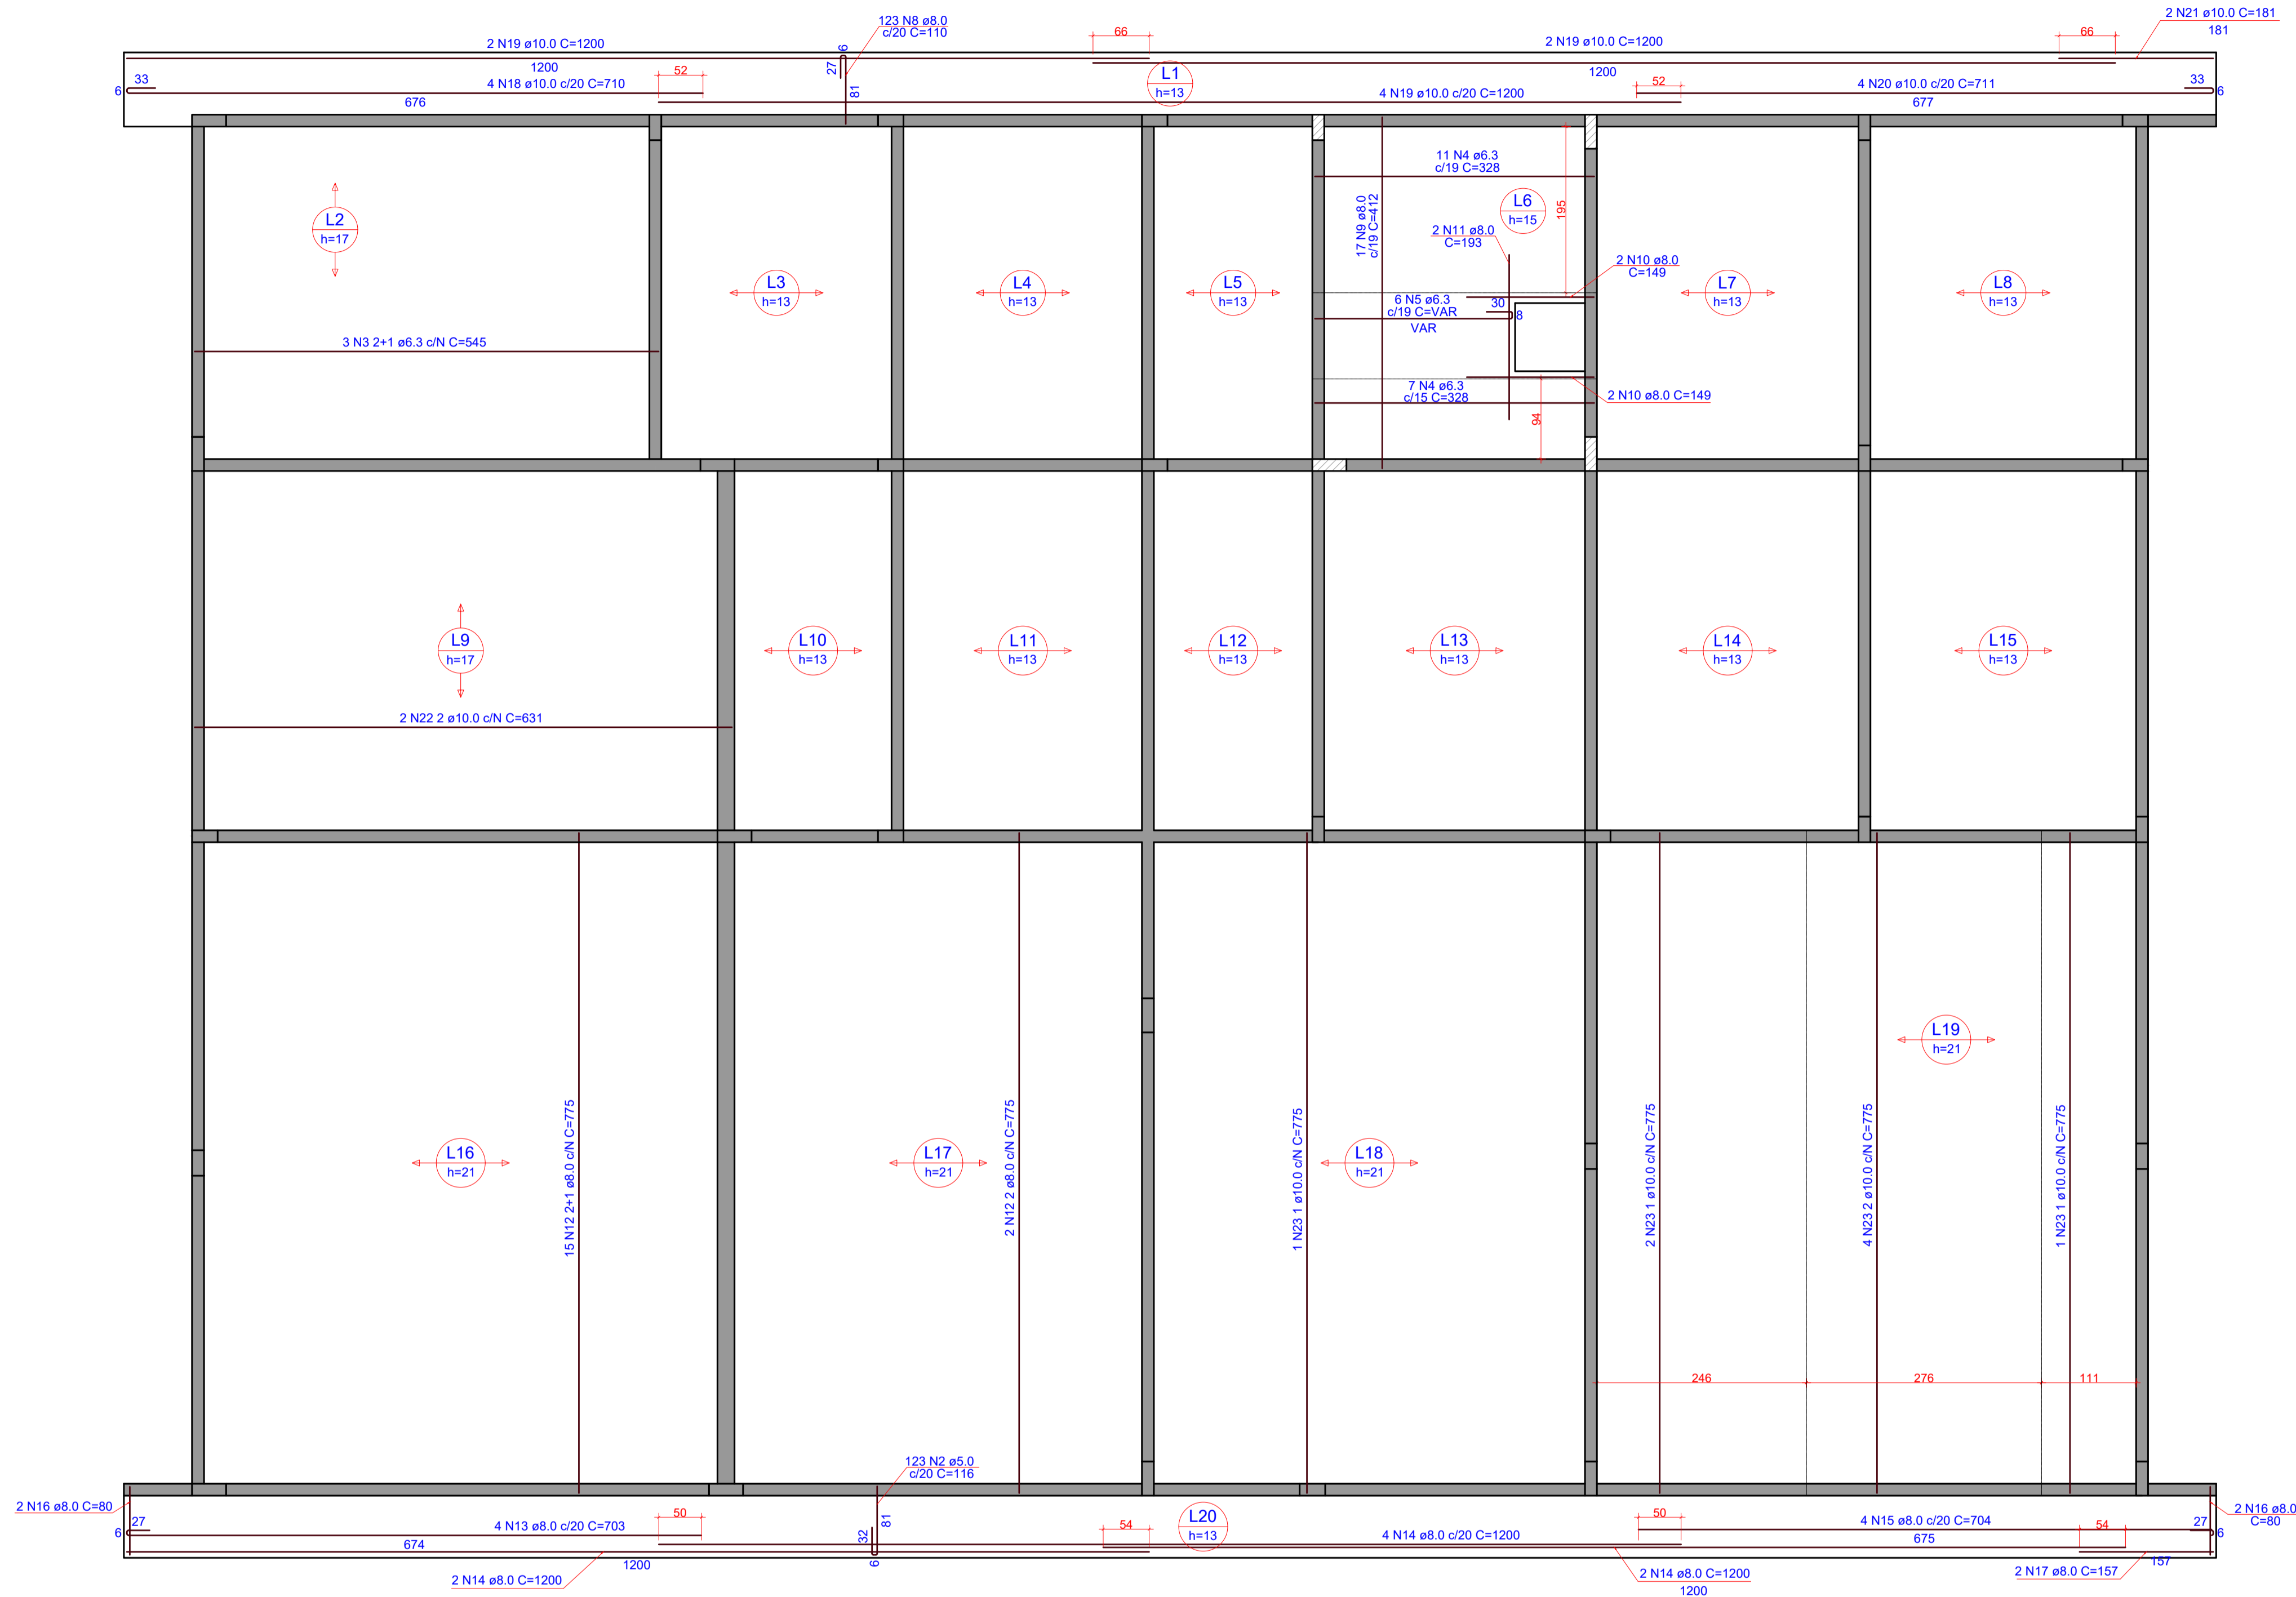 2 N21 ø10.0 C=181
181
123 N8 ø8.0
c/20 C=110
66
66
2 N19 ø10.0 C=1200
1200
2 N19 ø10.0 C=1200
1200
6
27
81
L1
h=13
33
6
4 N18 ø10.0 c/20 C=710
676
52
4 N19 ø10.0 c/20 C=1200
52
4 N20 ø10.0 c/20 C=711
677
33
6
L2
h=17
L3
h=13
L4
h=13
L5
h=13
11 N4 ø6.3
c/19 C=328
17 N9 ø8.0
c/19 C=412
L6
h=15
195
2 N11 ø8.0
C=193
2 N10 ø8.0
C=149
L7
h=13
L8
h=13
6 N5 ø6.3
c/19 C=VAR
VAR
30
8
3 N3 2+1 ø6.3 c/N C=545
7 N4 ø6.3
c/15 C=328
2 N10 ø8.0 C=149
94
L9
h=17
L10
h=13
L11
h=13
L12
h=13
L13
h=13
L14
h=13
L15
h=13
2 N22 2 ø10.0 c/N C=631
L16
h=21
15 N12 2+1 ø8.0 c/N C=775
L17
h=21
2 N12 2 ø8.0 c/N C=775
1 N23 1 ø10.0 c/N C=775
L18
h=21
2 N23 1 ø10.0 c/N C=775
4 N23 2 ø10.0 c/N C=775
L19
h=21
1 N23 1 ø10.0 c/N C=775
246
276
111
123 N2 ø5.0
c/20 C=116
2 N16 ø8.0 C=80
27
6
4 N13 ø8.0 c/20 C=703
674
50
32
81
6
54
L20
h=13
4 N14 ø8.0 c/20 C=1200
50
4 N15 ø8.0 c/20 C=704
675
54
27
6
2 N16 ø8.0
C=80
1200
2 N14 ø8.0 C=1200
2 N14 ø8.0 C=1200
1200
157
2 N17 ø8.0 C=157